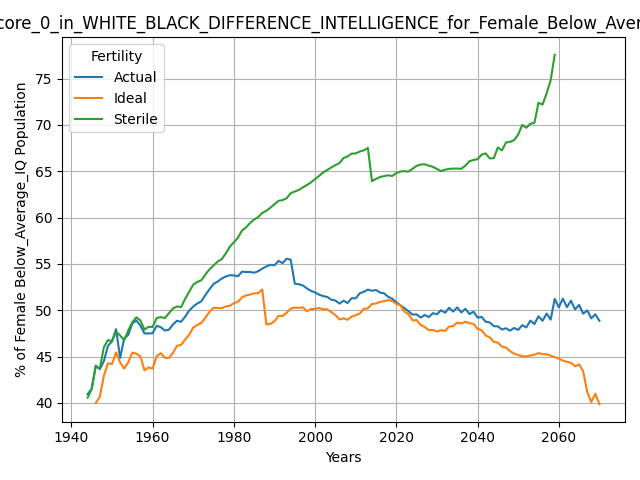 core_0_in_WHITE_BLACK_DIFFERENCE_INTELLIGENCE_for_Female_Below_Aver
Fertility
Actual
Ideal
Sterile
% of Female Below_Average_IQ Population
75
70
65
60
55
50
45
40
1940 1960 1980 2000 2020 2040 2060
Years